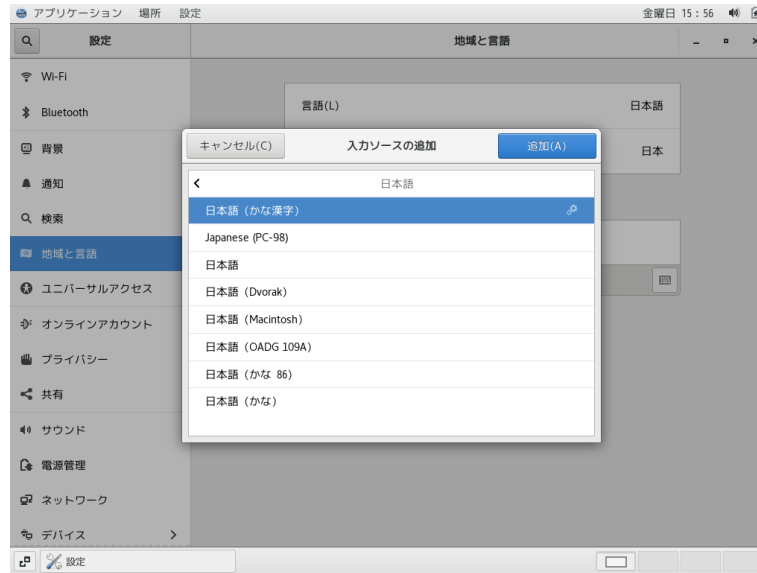 アプリケーション 場所 設定 金曜日 15：56
設定 地域と言語
Wi-Fi
言語(L) 日本語
Bluetooth
キャンセル(C) 入力ソースの追加 追加(A)
日本
背景
日本語
通知
日本語（かな漢字）
検索
Japanese (PC-98)
地域と言語
日本語
ユニバーサルアクセス
日本語（Dvorak）
オンラインアカウント
日本語（Macintosh）
日本語（OADG 109A）
プライバシー
日本語（かな 86）
共有
日本語（かな）
サウンド
電源管理
ネットワーク
デバイス
設定